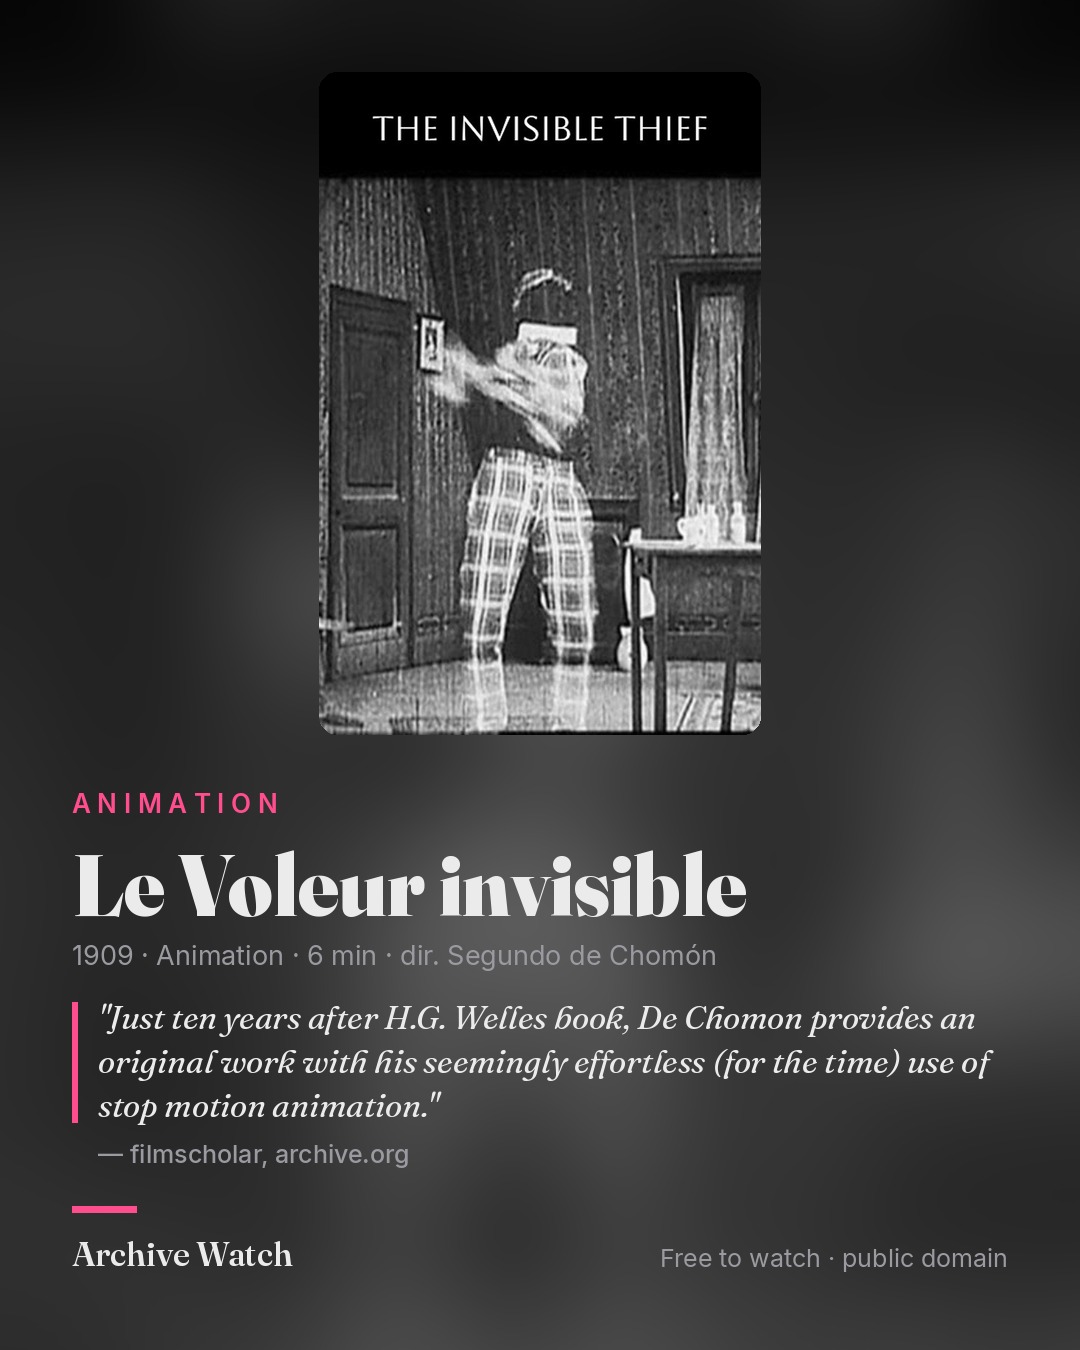 THE INVISIBLE THIEF
ANIMATION
Le Voleur invisible
1909 · Animation · 6 min · dir. Segundo de Chomón
"Just ten years after H.G. Welles book, De Chomon provides an
original work with his seemingly effortless (for the time) use of
stop motion animation."
— filmscholar, archive.org
Archive Watch
Free to watch · public domain